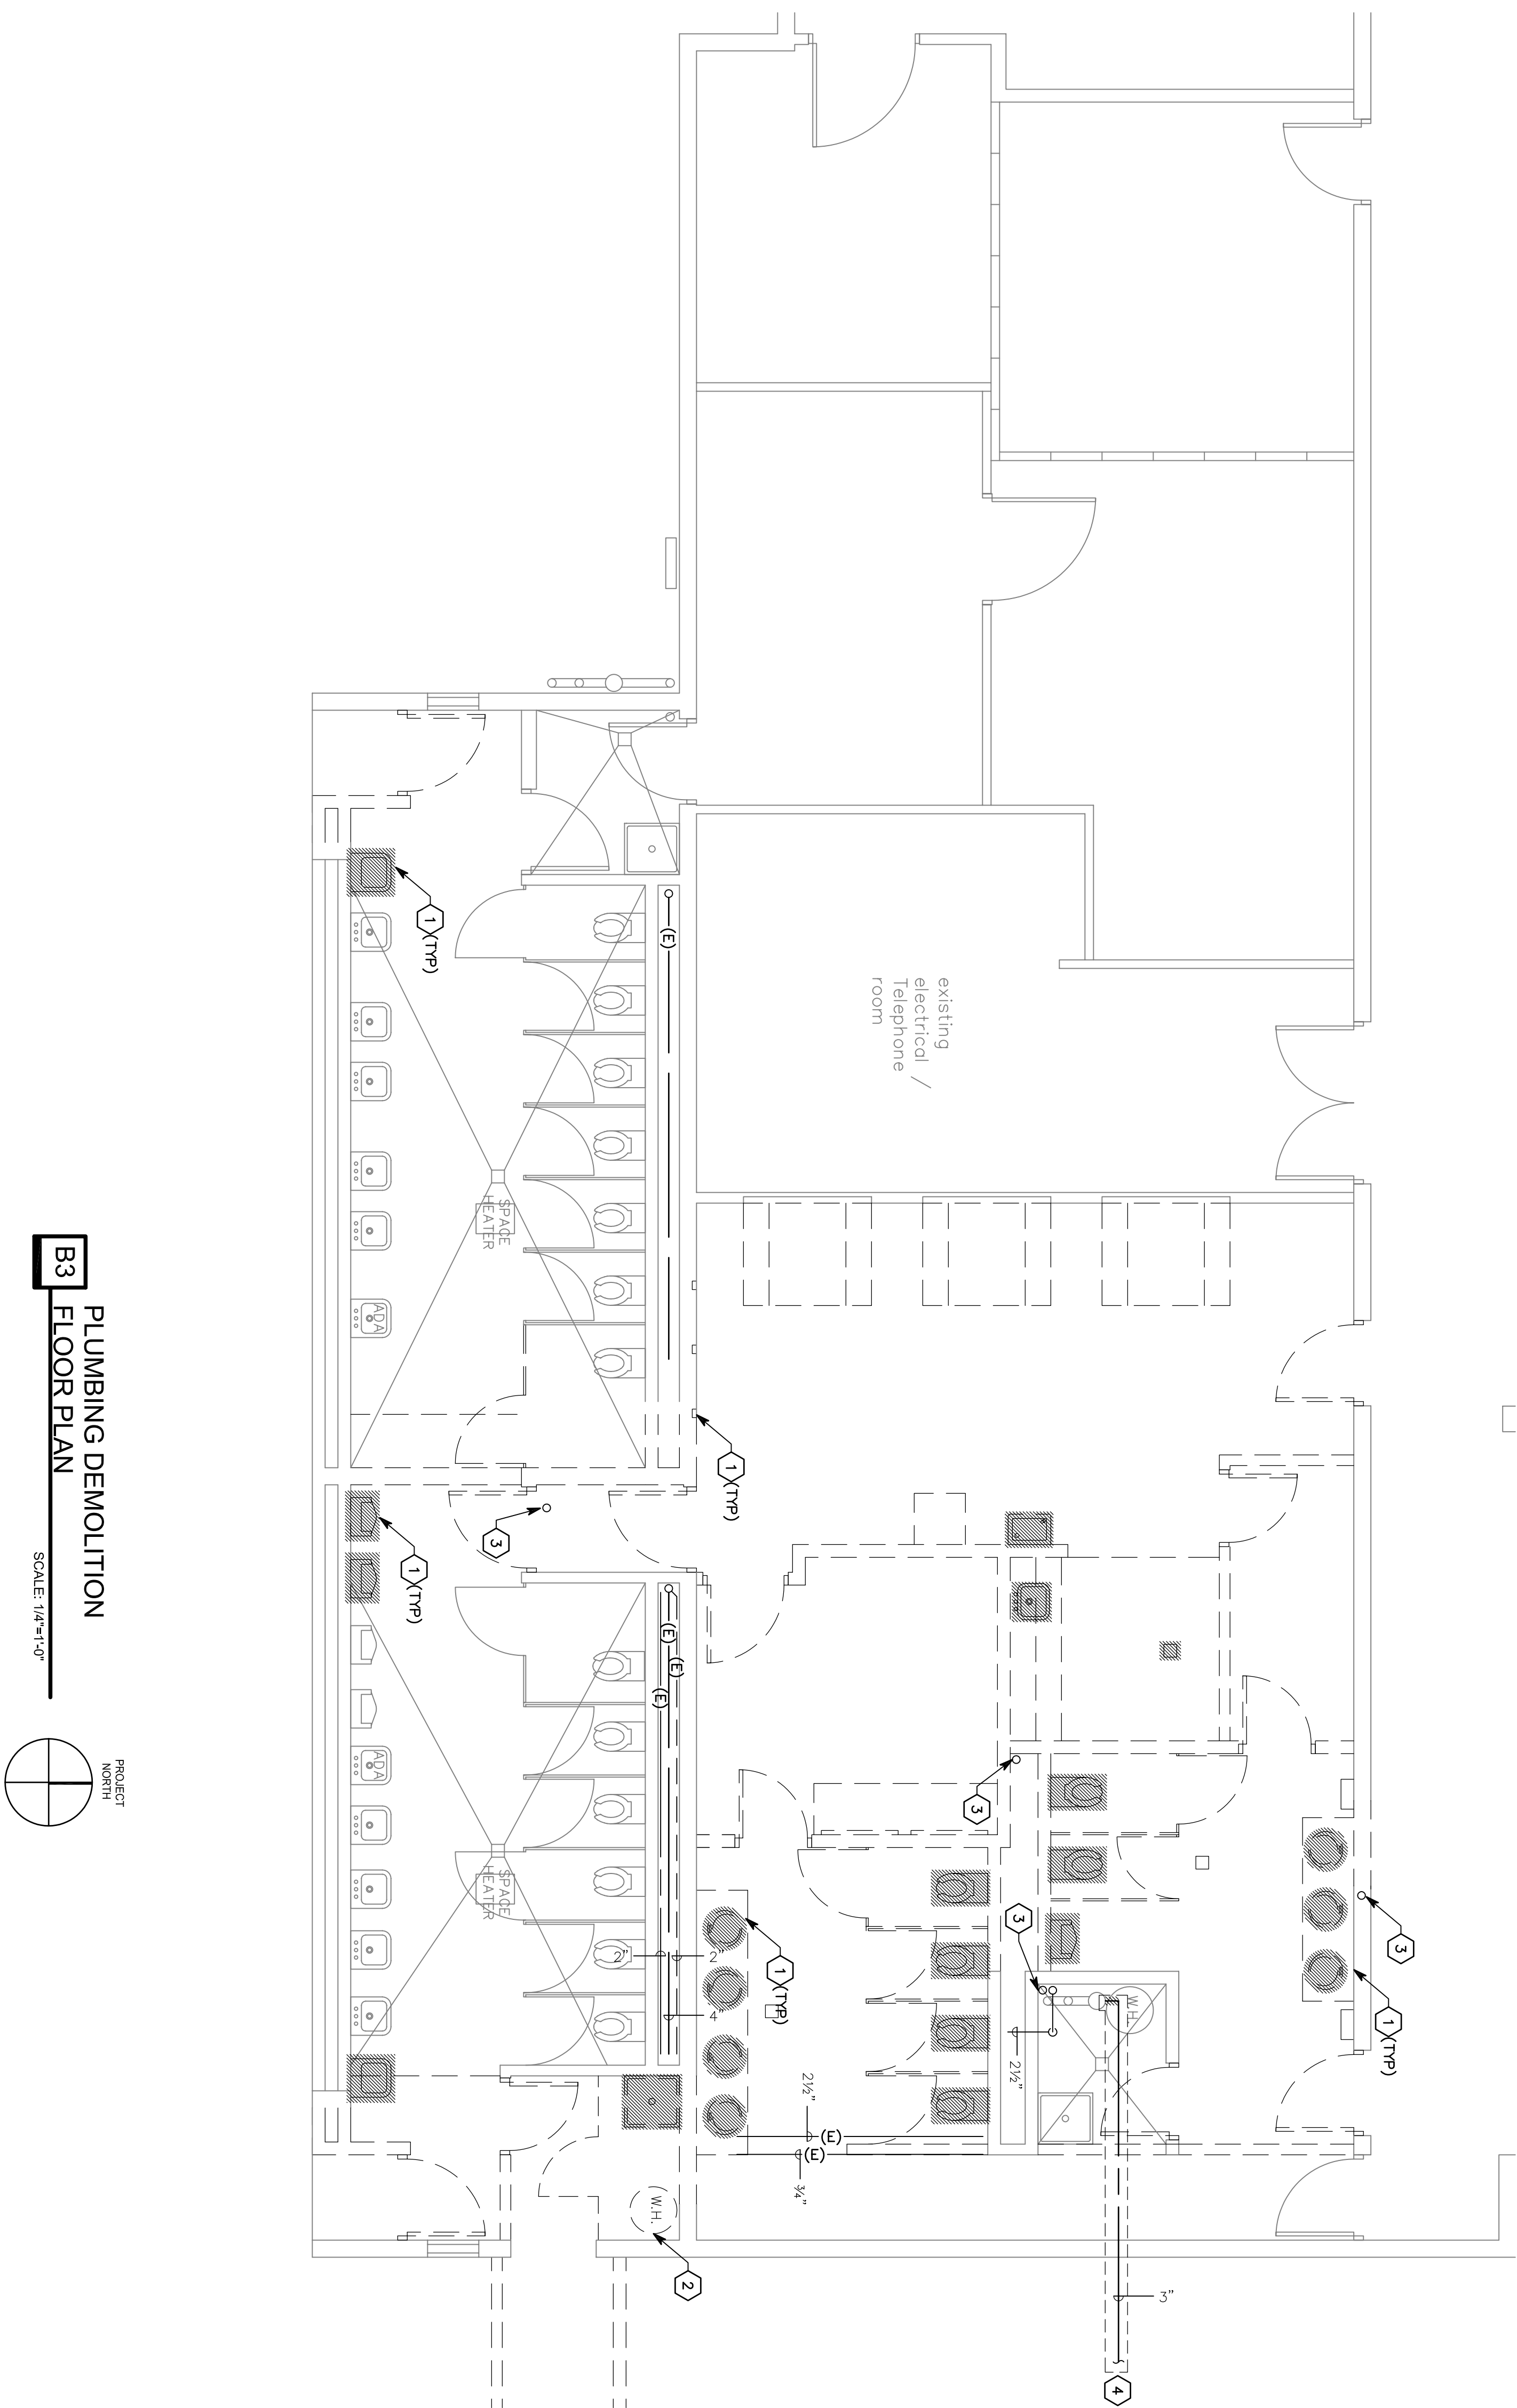 existing
electrical /
Telephone
room
1 (TYP)
(E)
SPACE
HEATER
ADA
1 (TYP)
3
1 (TYP)
(E)
(E)
(E)
3
ADA
SPACE
HEATER
3
3
1 (TYP)
1 (TYP)
W.H.
2"
2"
4"
2½"
2½"
(E)
(E)
¾"
W.H.
2
3"
4
B3
PLUMBING DEMOLITION
FLOOR PLAN
SCALE: 1/4"=1'-0"
PROJECT
NORTH